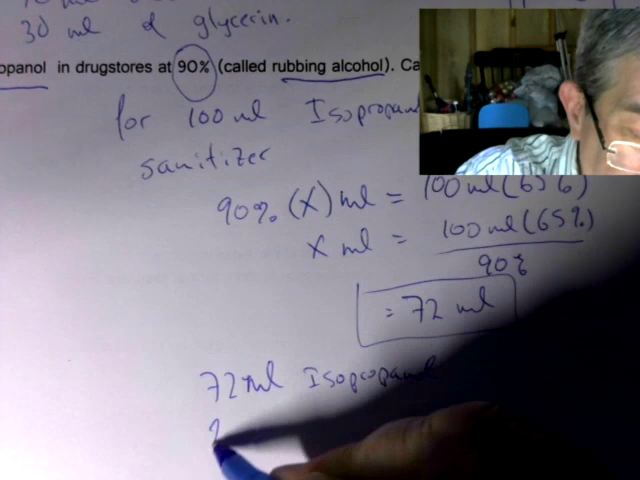 30 ml of glycerin.
opanol in drugstores at 90% (called rubbing alcohol). Ca
for 100 ml Isopropanol
sanitizer
90% (X) ml = 100 ml (65%)
X ml = 100 ml (65%)
90%
= 72 ml
72 ml Isopropanol
2